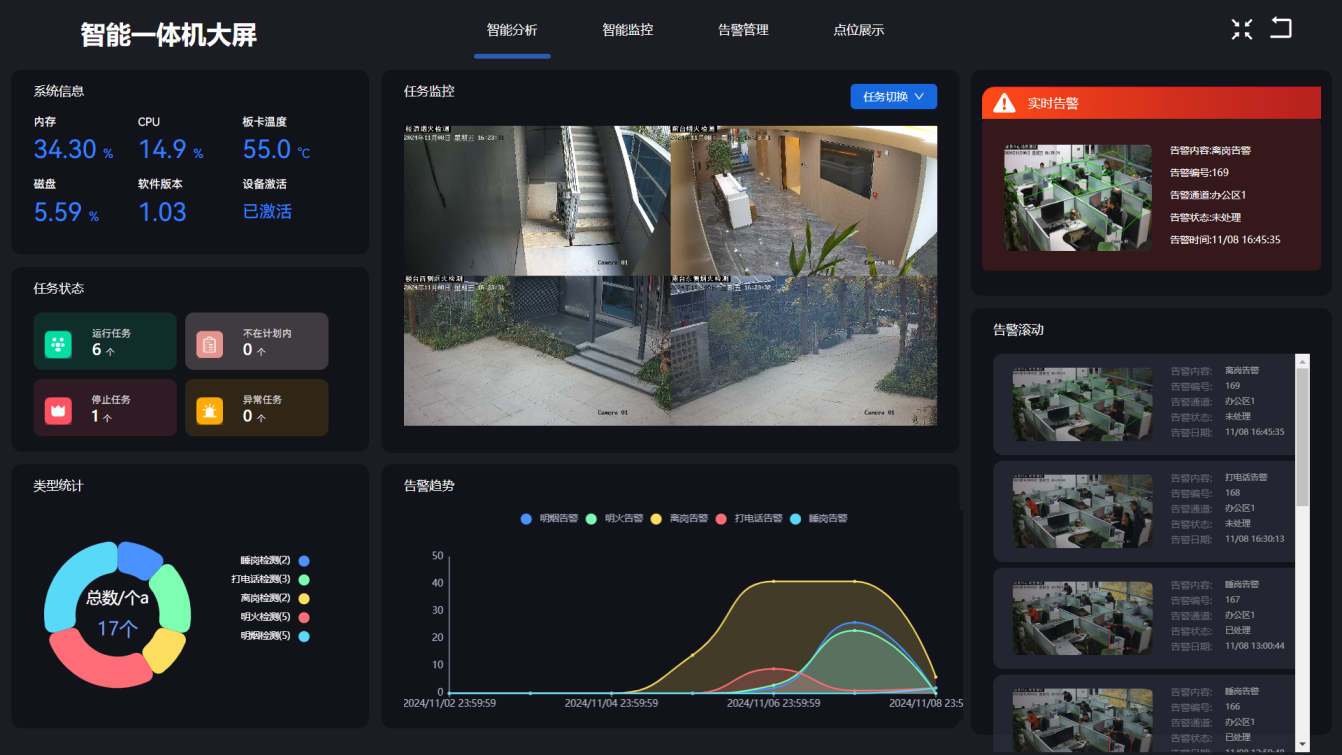 智能一体机大屏
智能分析
智能监控
告警管理
点位展示
系统信息
内存
CPU
板卡温度
34.30 %
14.9 %
55.0 ℃
磁盘
软件版本
设备激活
5.59 %
1.03
已激活
任务状态
运行任务
6 个
不在计划内
0 个
停止任务
1 个
异常任务
0 个
类型统计
总数/个a
17个
睡岗检测(2)
打电话检测(3)
离岗检测(2)
明火检测(5)
明烟检测(5)
任务监控
任务切换
Camera 01
Camera 01
Camera 01
Camera 01
告警趋势
明烟告警
明火告警
离岗告警
打电话告警
睡岗告警
50
40
30
20
10
0
2024/11/02 23:59:59
2024/11/04 23:59:59
2024/11/06 23:59:59
2024/11/08 23:5
实时告警
告警内容:离岗告警
告警编号:169
告警通道:办公区1
告警状态:未处理
告警时间:11/08 16:45:35
告警滚动
告警内容: 离岗告警
告警编号: 169
告警通道: 办公区1
告警状态: 未处理
告警日期: 11/08 16:45:35
告警内容: 打电话告警
告警编号: 168
告警通道: 办公区1
告警状态: 未处理
告警日期: 11/08 16:30:13
告警内容: 睡岗告警
告警编号: 167
告警通道: 办公区1
告警状态: 已处理
告警日期: 11/08 13:00:44
告警内容: 睡岗告警
告警编号: 166
告警通道: 办公区1
告警状态: 已处理